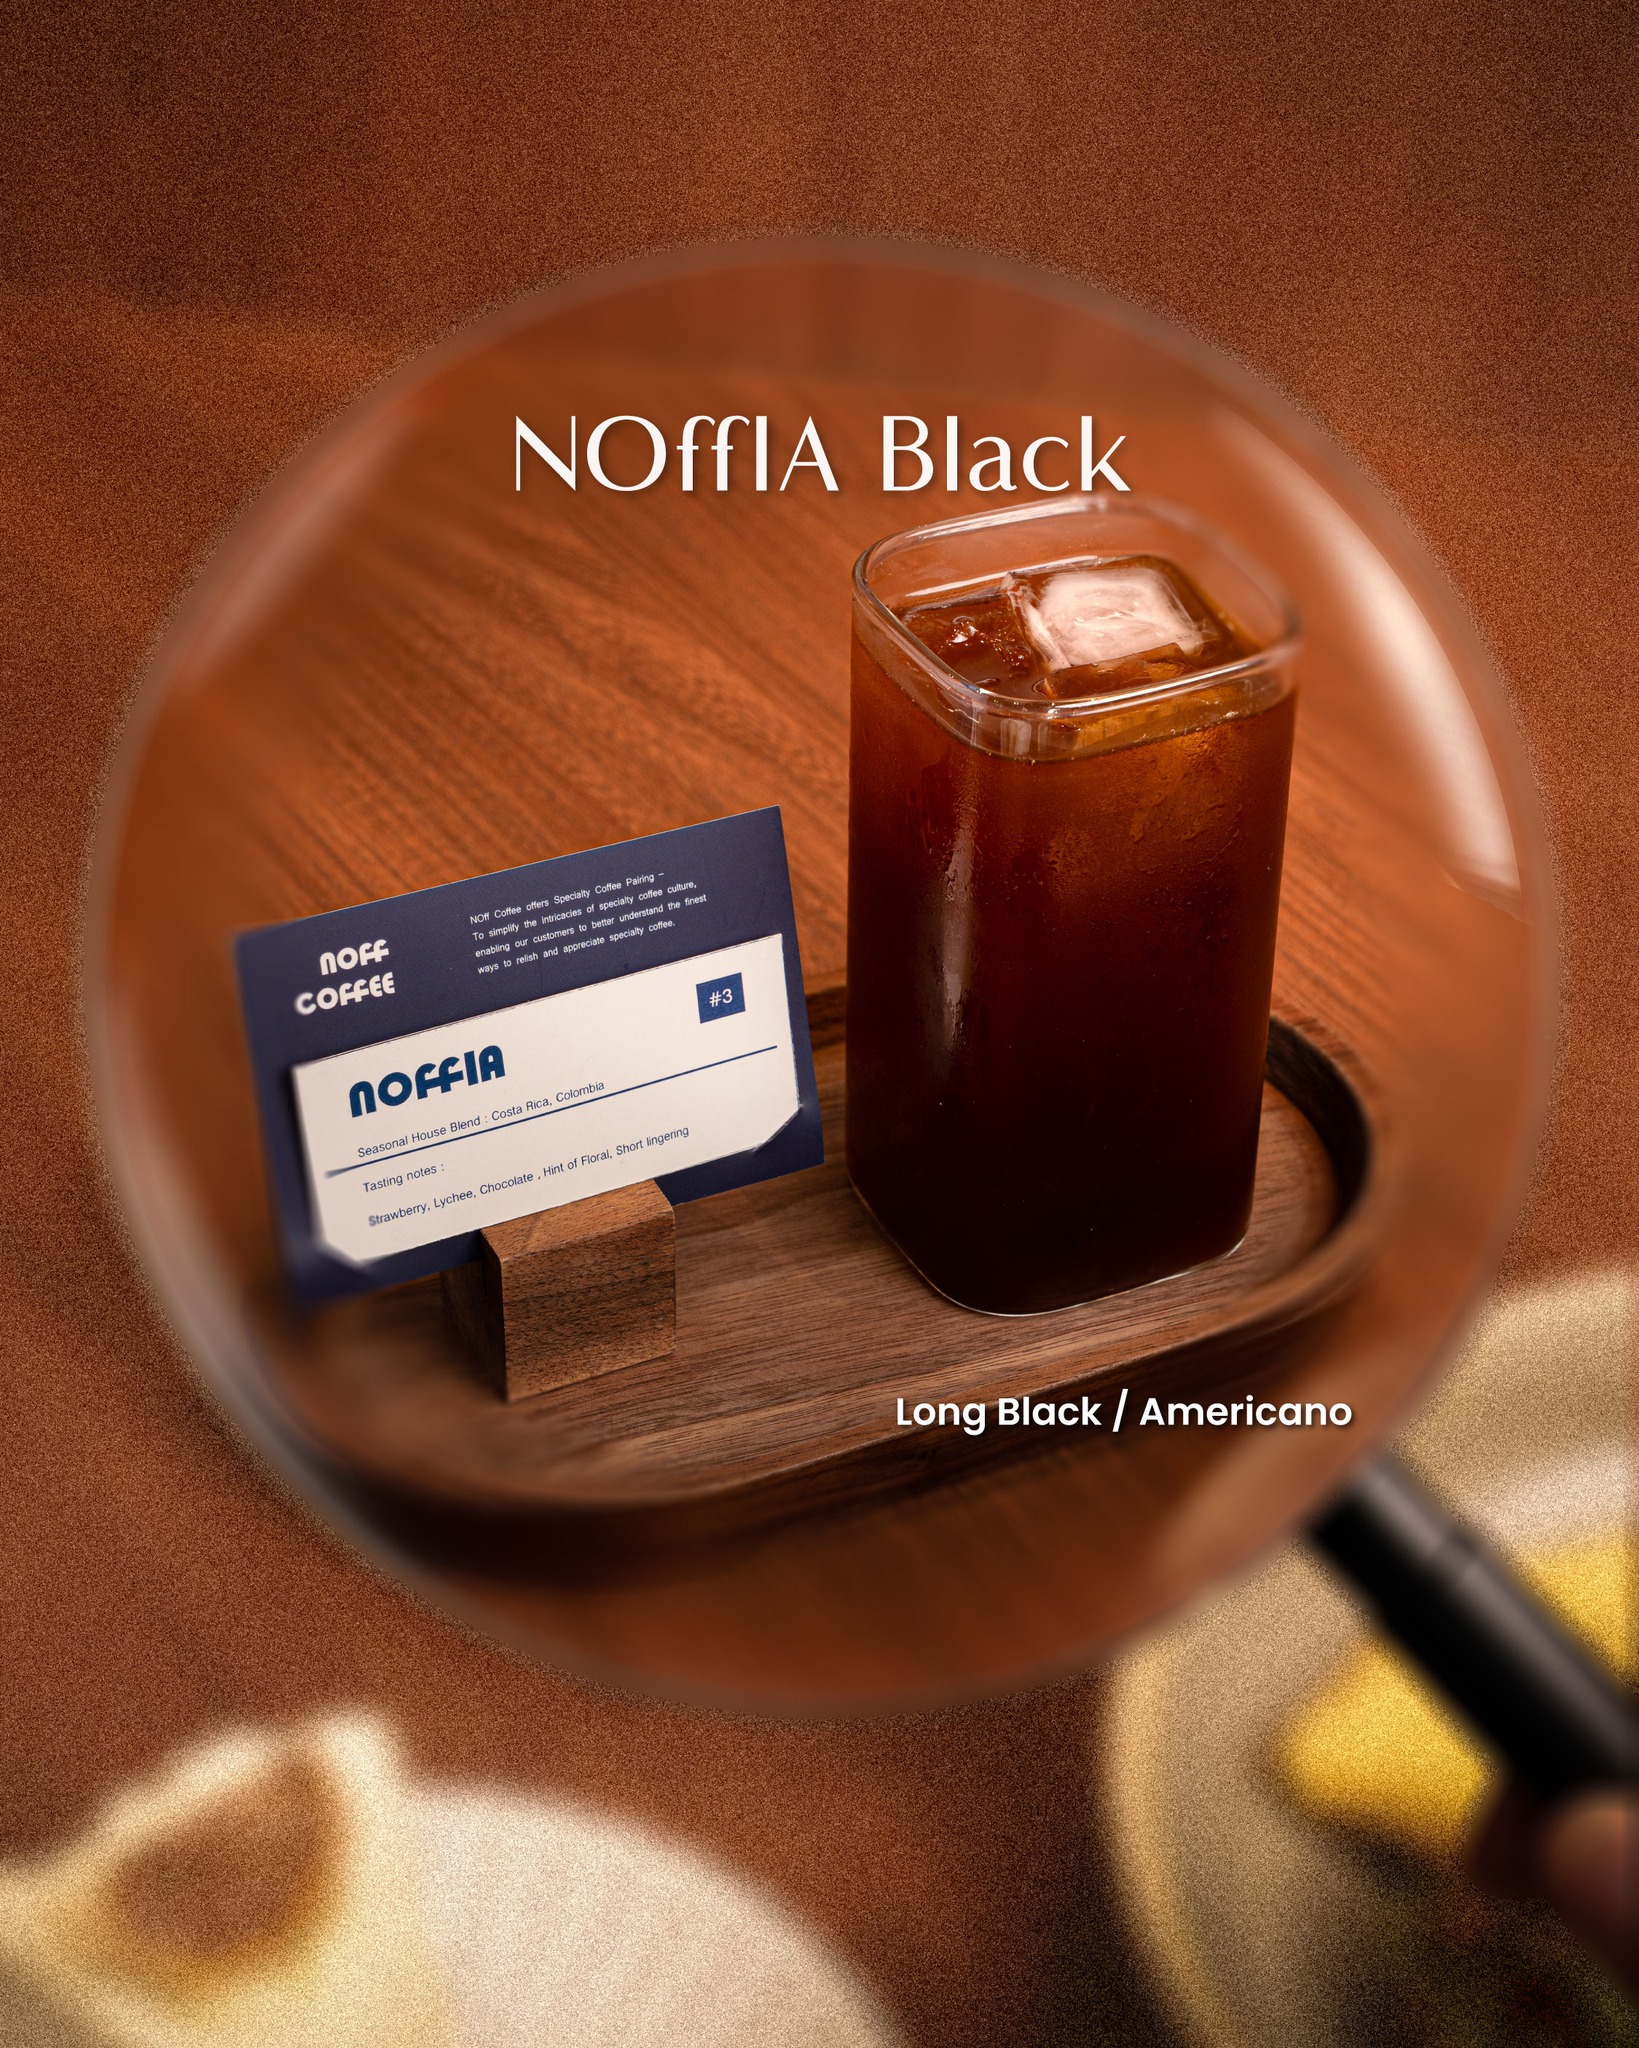 NOffIA Black
NOff Coffee offers Specialty Coffee Pairing –
To simplify the intricacies of specialty coffee culture,
enabling our customers to better understand the finest
ways to relish and appreciate specialty coffee.
NOFF
COFFEE
#3
NOFFIA
Seasonal House Blend : Costa Rica, Colombia
Tasting notes :
Strawberry, Lychee, Chocolate , Hint of Floral, Short lingering
Long Black / Americano